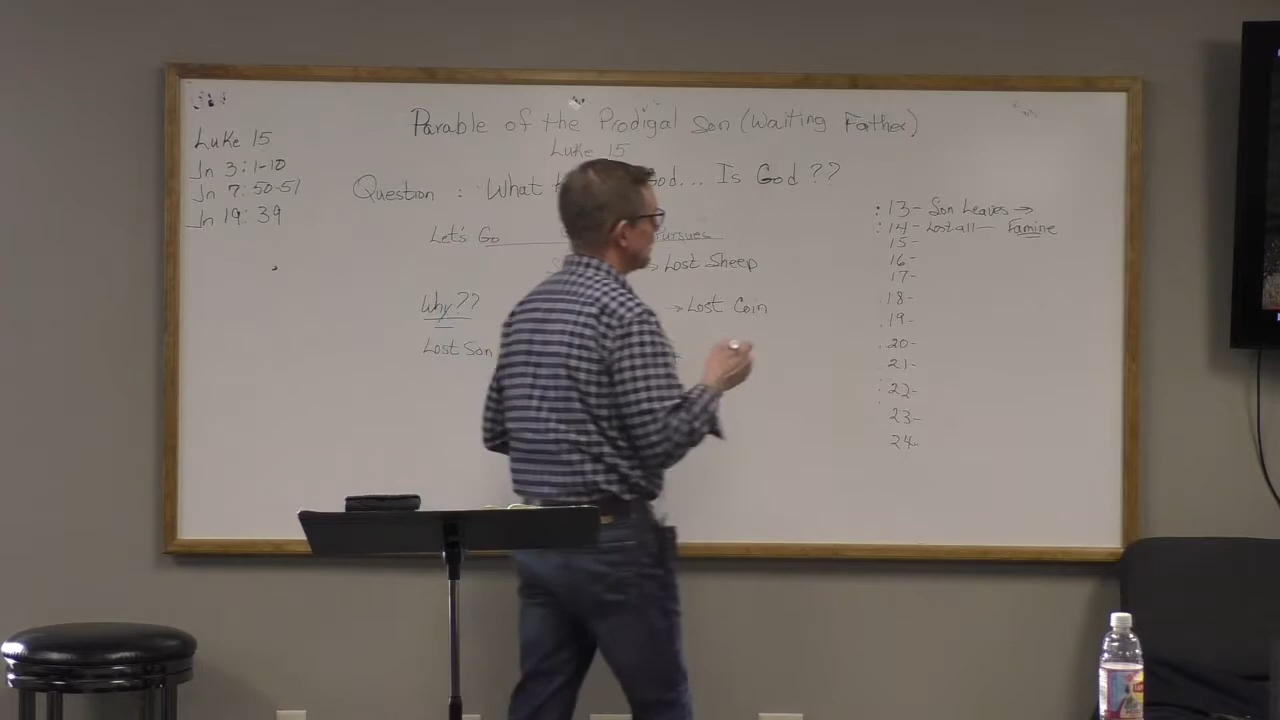 Luke 15
Jn 3:1-10
Jn 7:50-51
Jn 19:39
Parable of the Prodigal Son (Waiting Father)
Luke 15
Question : What God... Is God??
Let's Go Pursues
→ Lost Sheep
Why??
→ Lost Coin
Lost Son
:13- Son Leaves →
:14- Lost all — Famine
15-
16-
17-
18-
19-
20-
21-
22-
23-
24-